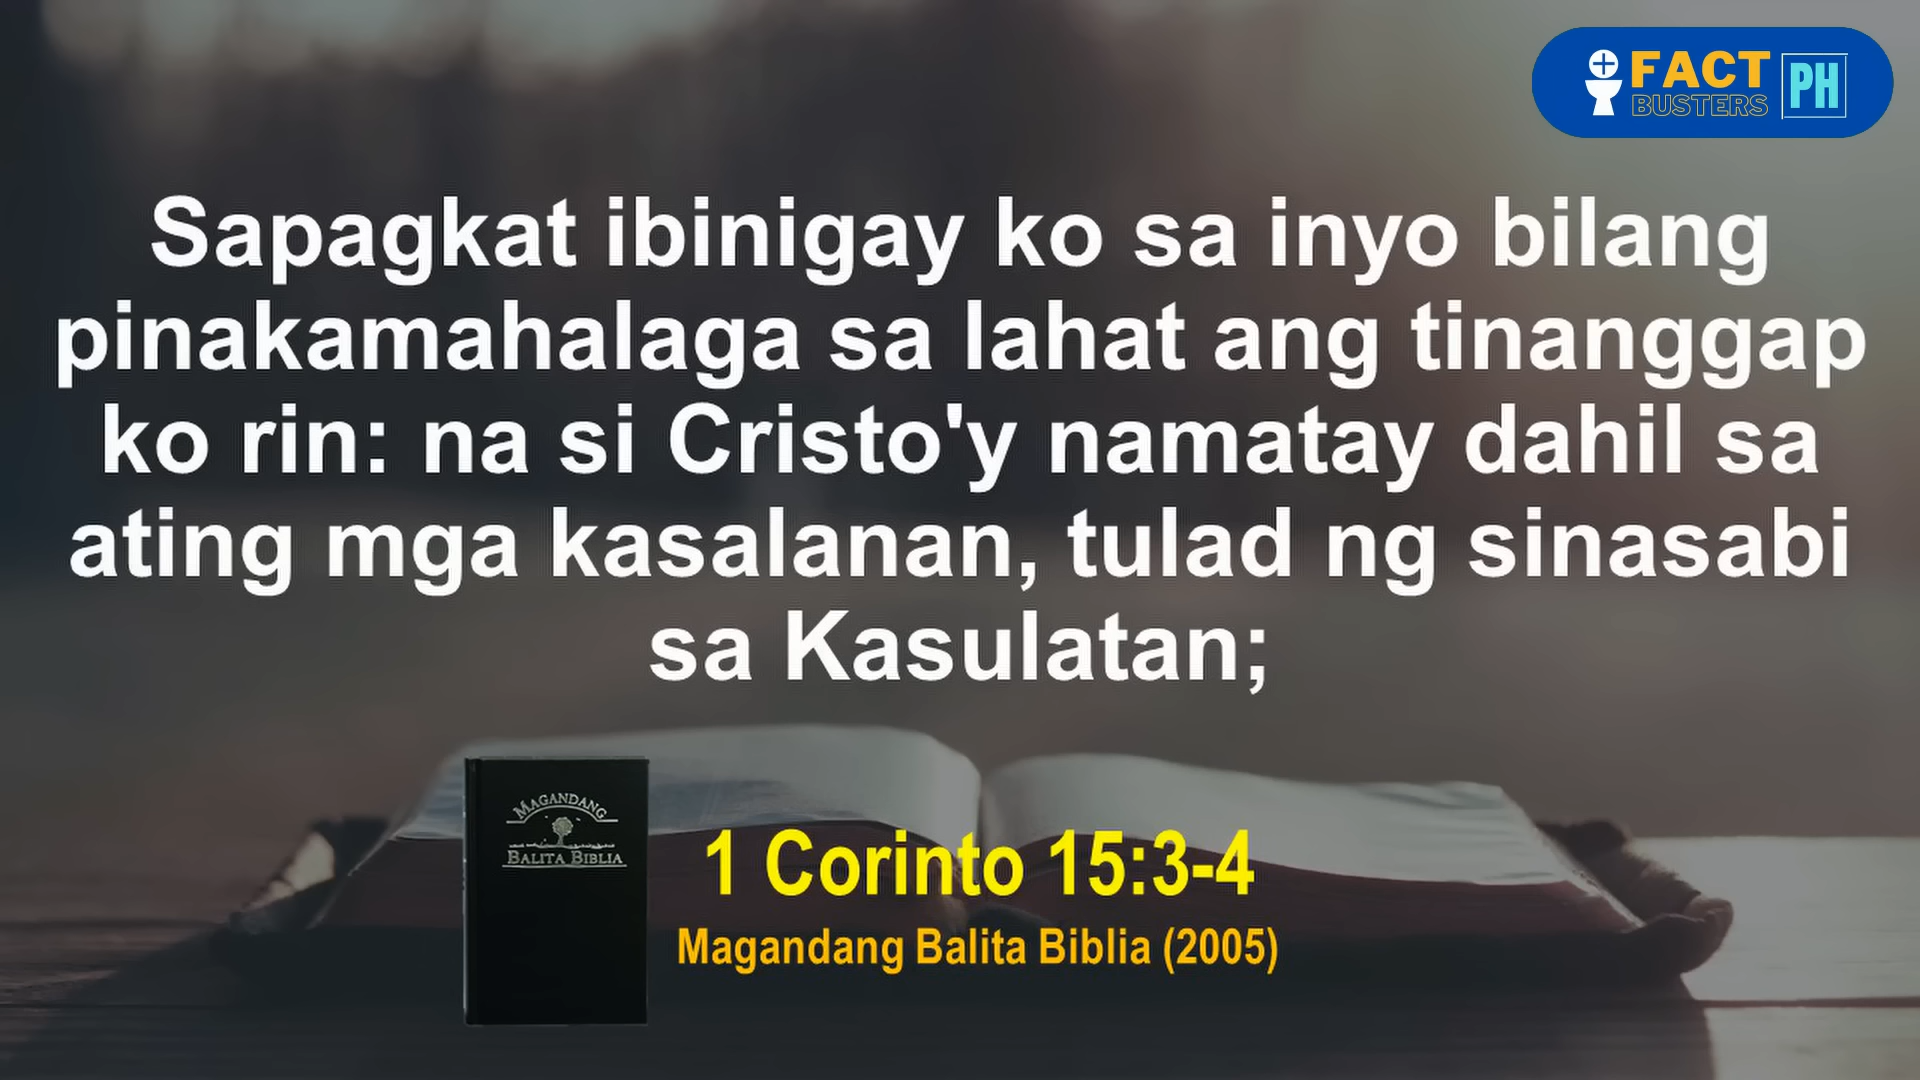 FACT
BUSTERS
PH
Sapagkat ibinigay ko sa inyo bilang
pinakamahalaga sa lahat ang tinanggap
ko rin: na si Cristo'y namatay dahil sa
ating mga kasalanan, tulad ng sinasabi
sa Kasulatan;
MAGANDANG
BALITA BIBLIA
1 Corinto 15:3-4
Magandang Balita Biblia (2005)